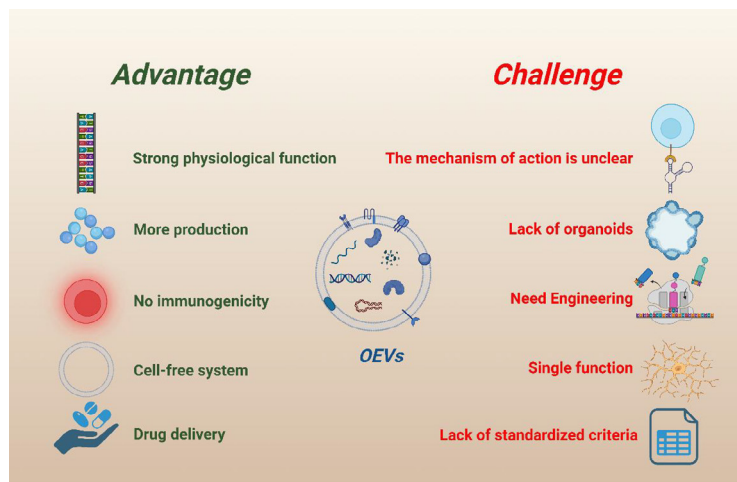 Advantage
Challenge
Strong physiological function
The mechanism of action is unclear
More production
Lack of organoids
No immunogenicity
Need Engineering
OEVs
Cell-free system
Single function
Drug delivery
Lack of standardized criteria